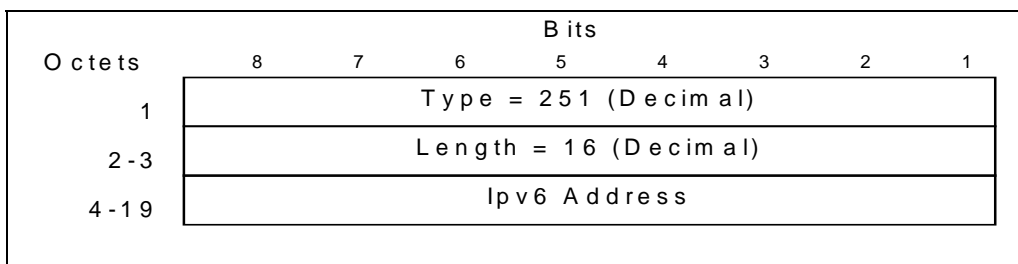 Bits
Octets 8 7 6 5 4 3 2 1
1 Type = 251 (Decimal)
2-3 Length = 16 (Decimal)
4-19 Ipv6 Address